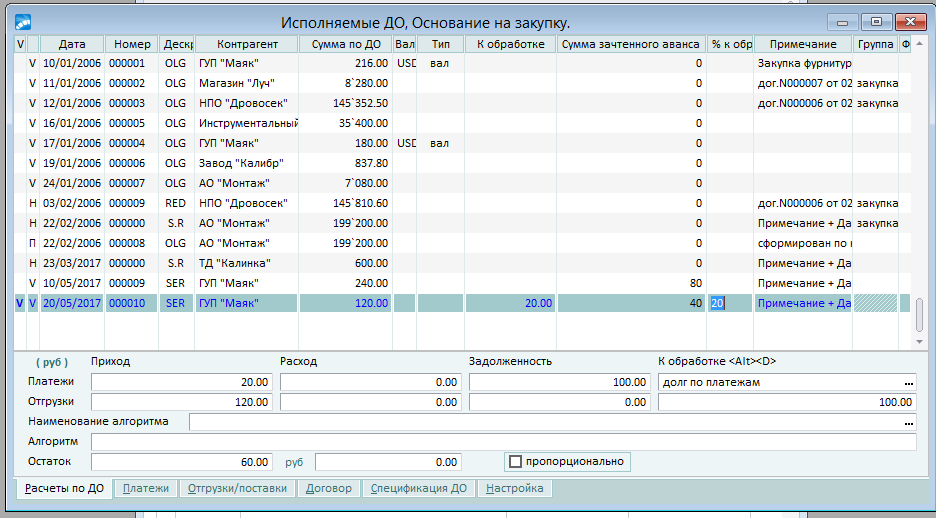 Исполняемые ДО, Основание на закупку.
V Дата Номер Деск Контрагент Сумма по ДО Вал Тип К обработке Сумма зачтенного аванса % к обр Примечание Группа Ф
V 10/01/2006 000001 OLG ГУП "Маяк" 216.00 USD вал 0 Закупка фурнитур
V 11/01/2006 000002 OLG Магазин "Луч" 8`280.00 0 дог.N000007 от 02 закупка
V 12/01/2006 000003 OLG НПО "Дровосек" 145`352.50 0 дог.N000006 от 02 закупка
V 16/01/2006 000005 OLG Инструментальный 35`400.00 0
V 17/01/2006 000004 OLG ГУП "Маяк" 180.00 USD вал 0
V 19/01/2006 000006 OLG Завод "Калибр" 837.80 0
V 24/01/2006 000007 OLG АО "Монтаж" 7`080.00 0
Н 03/02/2006 000009 RED НПО "Дровосек" 145`810.60 0 дог.N000006 от 02
Н 22/02/2006 000000 S.R АО "Монтаж" 199`200.00 0 Примечание + Да закупка
П 22/02/2006 000008 OLG АО "Монтаж" 199`200.00 0 сформирован по
Н 23/03/2017 000000 S.R ТД "Калинка" 600.00 0 Примечание + Да
V 10/05/2017 000009 SER ГУП "Маяк" 240.00 80 Примечание + Да
V V 20/05/2017 000010 SER ГУП "Маяк" 120.00 20.00 40 20 Примечание + Да
( руб ) Приход Расход Задолженность К обработке <Alt><D>
Платежи 20.00 0.00 100.00 долг по платежам ...
Отгрузки 120.00 0.00 0.00 100.00
Наименование алгоритма ...
Алгоритм
Остаток 60.00 руб 0.00 пропорционально
Расчеты по ДО Платежи Отгрузки/поставки Договор Спецификация ДО Настройка